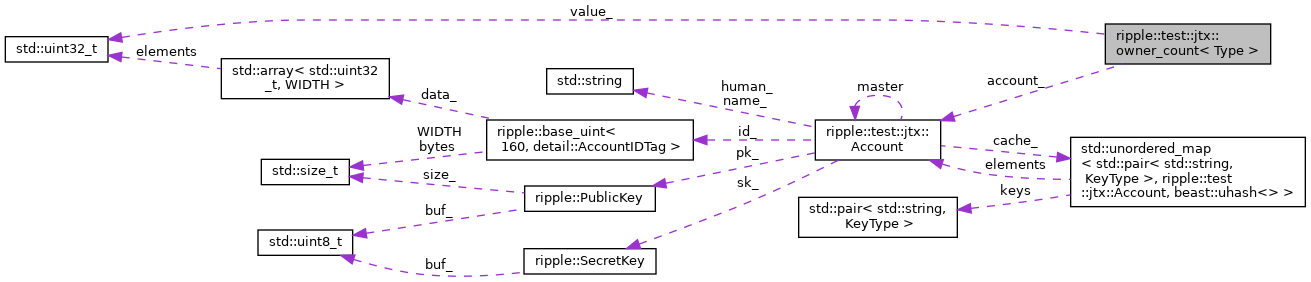 value_
ripple::test::jtx::
owner_count< Type >
std::uint32_t
elements
std::array< std::uint32
_t, WIDTH >
std::string
human_
name_
master
account_
data_
WIDTH
bytes
ripple::base_uint<
160, detail::AccountIDTag >
id_
ripple::test::jtx::
Account
cache_
elements
keys
std::unordered_map
< std::pair< std::string,
KeyType >, ripple::test
::jtx::Account, beast::uhash<> >
pk_
sk_
std::size_t
size_
ripple::PublicKey
std::pair< std::string,
KeyType >
buf_
std::uint8_t
buf_
ripple::SecretKey